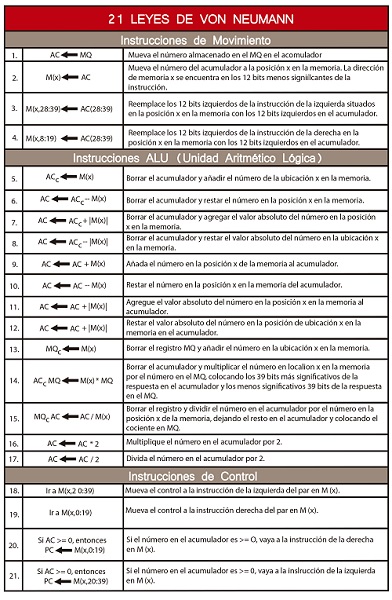 21 LEYES DE VON NEUMANN
Instrucciones de Movimiento
1. AC ← MQ Mueva el número almacenado en el MQ en el acomulador
2. M(x) ← AC Mueva el número del acumulador a la posición x en la memoria. La dirección
de memoria x se encuentra en los 12 bits menos signillcantes de la
instrucción.
3. M(x,28:39) ← AC(28:39) Reemploce los 12 bits izquierdos de la instrucción de la izquierda situados
en la posición x en la memoria con los 12 bits izquierdos en el acumulador.
4. M(x,8:19) ← AC(28:39) Reemplace los 12 bits izquierdos de la instrucción de la derecha en la
posición x en la memoria con los 12 bits izquierdos en el acumulador.
Instrucciones ALU (Unidad Aritmético Lógica)
5. ACc ← M(x) Borrar el acumulador y añadir el número de la ubicación x en la memoria.
6. AC ← ACc -- M(x) Borrar el acumulador y restar el número en la posición x en la memoria.
7. AC ← ACc + |M(x)| Borrar el acumulador y agregar el valor absoluto del número en la posición
x en la memoria.
8. AC ← ACc -- |M(x)| Borrar el acumulador y restar el valor absoluto del número en la ubicación x
en la memoria.
9. AC ← AC + M(x) Añada el número en la posición x de la memoria al acumulador.
10. AC ← AC -- M(x) Restar el número en la posición x en la memoria del acumulador.
11. AC ← AC + |M(x)| Agregue el valor absoluto del número en la posición x en la memoria al
acumulador.
12. AC ← AC + |M(x)| Restar el valor absoluto del número en la posición de ubicación x en la
memoria en el acumulador.
13. MQc ← M(x) Borrar el registro MQ y añadir el número en la ubicación x en la memoria.
14. ACc MQ ← M(x) * MQ Borrar el acumulador y multiplicar el número en localion x en la memoria
por el número en el MQ, colocando los 39 bits más significativos de la
respuesta en el acumulador y los menos significativos 39 bits de la respuesta
en el MQ.
15. MQc AC ← AC / M(x) Borrar el registro y dividir el número en el acumulador por el número en la
posición x de la memoria, dejando el resto en el acumulador y colocando el
cociente en MQ.
16. AC ← AC * 2 Multiplique el número en el acumulador por 2.
17. AC ← AC / 2 Divida el número en el acumulador por 2.
Instrucciones de Control
18. Ir a M(x,2 0:39) Mueva el control a la instrucción de la izquierda del par en M (x).
19. Ir a M(x,0:19) Mueva el control a la instrucción derecha del par en M (x).
20. Si AC >= 0, entonces
PC ← M(x,0:19) Si el número en el acumulador es >= O, vaya a la instrucción de la derecha
en M (x).
21. Si AC >= 0, entonces
PC ← M(x,20:39) Si el número en el acumulador es >= 0, vaya a la insirucción de la izquierda
en M (x).